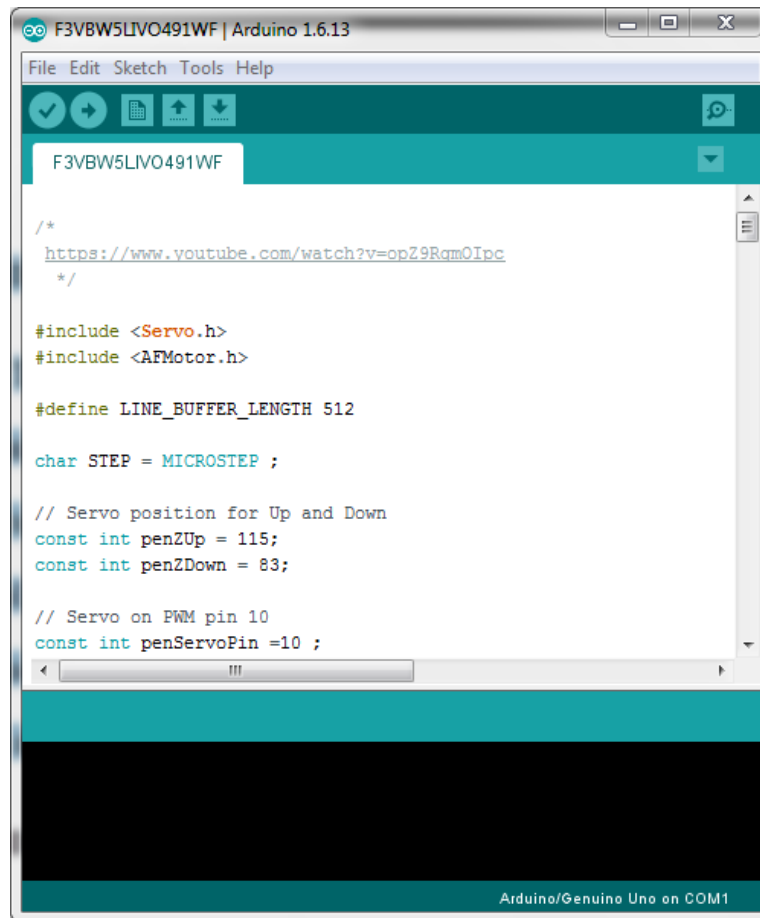 F3VBW5LIVO491WF | Arduino 1.6.13
File Edit Sketch Tools Help
F3VBW5LIVO491WF
/*
https://www.youtube.com/watch?v=opZ9RqmOIpc
*/
#include <Servo.h>
#include <AFMotor.h>
#define LINE_BUFFER_LENGTH 512
char STEP = MICROSTEP ;
// Servo position for Up and Down
const int penZUp = 115;
const int penZDown = 83;
// Servo on PWM pin 10
const int penServoPin =10 ;
Arduino/Genuino Uno on COM1